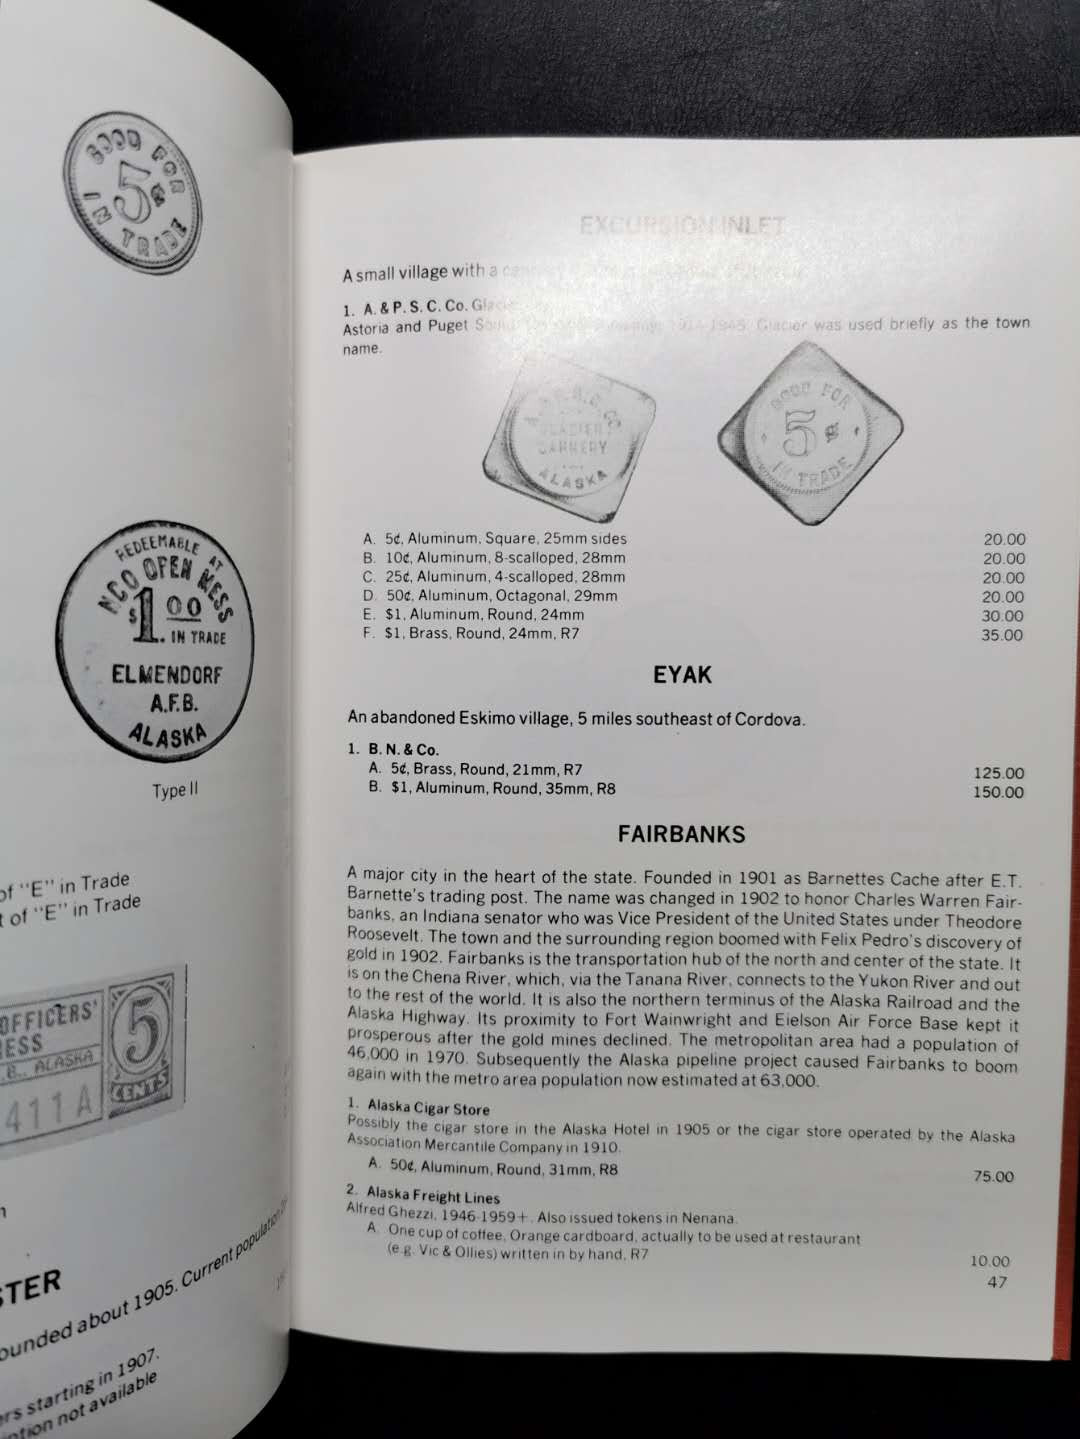 GOOD FOR
5¢
IN TRADE
REDEEMABLE AT
NCO OPEN MESS
$1.00
IN TRADE
ELMENDORF
A.F.B.
ALASKA
Type II
of "E" in Trade
of "E" in Trade
OFFICERS'
5
ALASKA
CENTS
411A
STER
ounded about 1905. Current population
ers starting in 1907.
not available
EXCURSION INLET
A small village with a
1. A. & P. S. C. Co.
Astoria and Puget Glacier was used briefly as the town
name.
GLACIER
CANNERY
ALASKA
GOOD FOR
5¢
IN TRADE
A. 5¢, Aluminum, Square, 25mm sides 20.00
B. 10¢, Aluminum, 8-scalloped, 28mm 20.00
C. 25¢, Aluminum, 4-scalloped, 28mm 20.00
D. 50¢, Aluminum, Octagonal, 29mm 20.00
E. $1, Aluminum, Round, 24mm 30.00
F. $1, Brass, Round, 24mm, R7 35.00
EYAK
An abandoned Eskimo village, 5 miles southeast of Cordova.
1. B. N. & Co.
A. 5¢, Brass, Round, 21mm, R7 125.00
B. $1, Aluminum, Round, 35mm, R8 150.00
FAIRBANKS
A major city in the heart of the state. Founded in 1901 as Barnettes Cache after E.T.
Barnette's trading post. The name was changed in 1902 to honor Charles Warren Fair-
banks, an Indiana senator who was Vice President of the United States under Theodore
Roosevelt. The town and the surrounding region boomed with Felix Pedro's discovery of
gold in 1902. Fairbanks is the transportation hub of the north and center of the state. It
is on the Chena River, which, via the Tanana River, connects to the Yukon River and out
to the rest of the world. It is also the northern terminus of the Alaska Railroad and the
Alaska Highway. Its proximity to Fort Wainwright and Eielson Air Force Base kept it
prosperous after the gold mines declined. The metropolitan area had a population of
46,000 in 1970. Subsequently the Alaska pipeline project caused Fairbanks to boom
again with the metro area population now estimated at 63,000.
1. Alaska Cigar Store
Possibly the cigar store in the Alaska Hotel in 1905 or the cigar store operated by the Alaska
Association Mercantile Company in 1910.
A. 50¢, Aluminum, Round, 31mm, R8 75.00
2. Alaska Freight Lines
Alfred Ghezzi, 1946-1959+. Also issued tokens in Nenana.
A. One cup of coffee, Orange cardboard, actually to be used at restaurant
(e.g. Vic & Ollies) written in by hand, R7 10.00
47